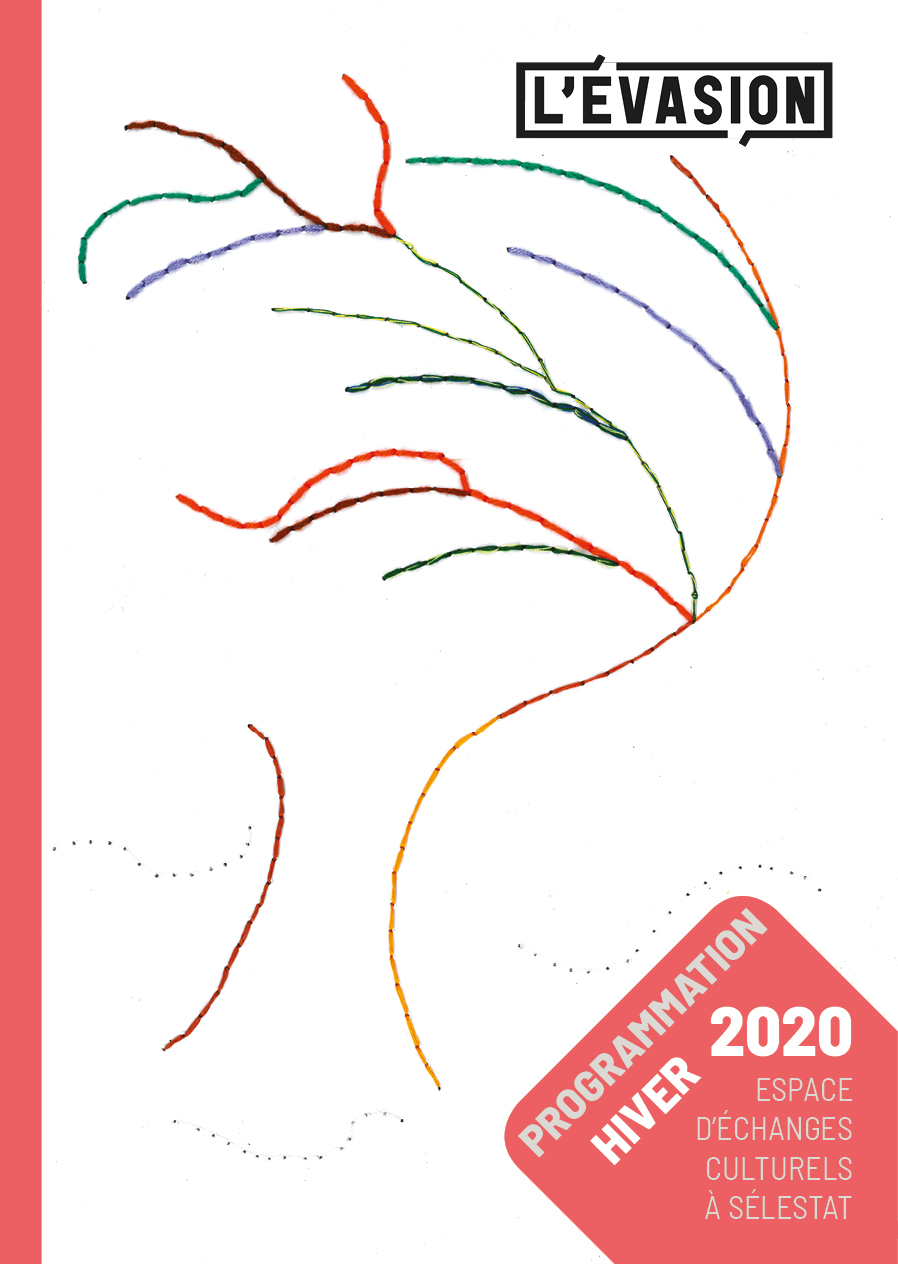 L'ÉVASION
PROGRAMMATION
HIVER
2020
ESPACE
D'ÉCHANGES
CULTURELS
À SÉLESTAT